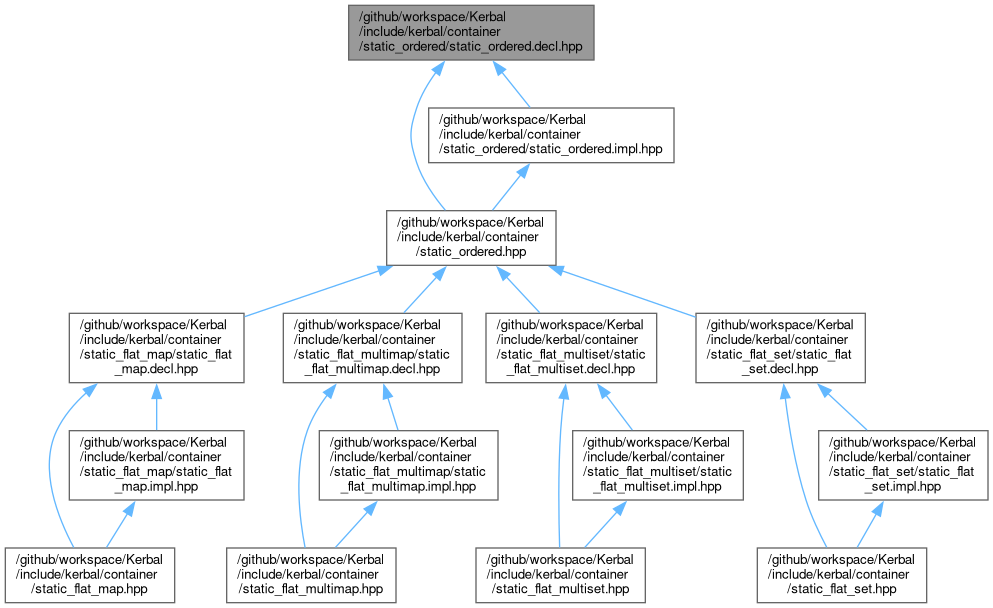 /github/workspace/Kerbal
/include/kerbal/container
/static_ordered/static_ordered.decl.hpp
/github/workspace/Kerbal
/include/kerbal/container
/static_ordered/static_ordered.impl.hpp
/github/workspace/Kerbal
/include/kerbal/container
/static_ordered.hpp
/github/workspace/Kerbal
/include/kerbal/container
/static_flat_map/static_flat
_map.decl.hpp
/github/workspace/Kerbal
/include/kerbal/container
/static_flat_multimap/static
_flat_multimap.decl.hpp
/github/workspace/Kerbal
/include/kerbal/container
/static_flat_multiset/static
_flat_multiset.decl.hpp
/github/workspace/Kerbal
/include/kerbal/container
/static_flat_set/static_flat
_set.decl.hpp
/github/workspace/Kerbal
/include/kerbal/container
/static_flat_map/static_flat
_map.impl.hpp
/github/workspace/Kerbal
/include/kerbal/container
/static_flat_multimap/static
_flat_multimap.impl.hpp
/github/workspace/Kerbal
/include/kerbal/container
/static_flat_multiset/static
_flat_multiset.impl.hpp
/github/workspace/Kerbal
/include/kerbal/container
/static_flat_set/static_flat
_set.impl.hpp
/github/workspace/Kerbal
/include/kerbal/container
/static_flat_map.hpp
/github/workspace/Kerbal
/include/kerbal/container
/static_flat_multimap.hpp
/github/workspace/Kerbal
/include/kerbal/container
/static_flat_multiset.hpp
/github/workspace/Kerbal
/include/kerbal/container
/static_flat_set.hpp